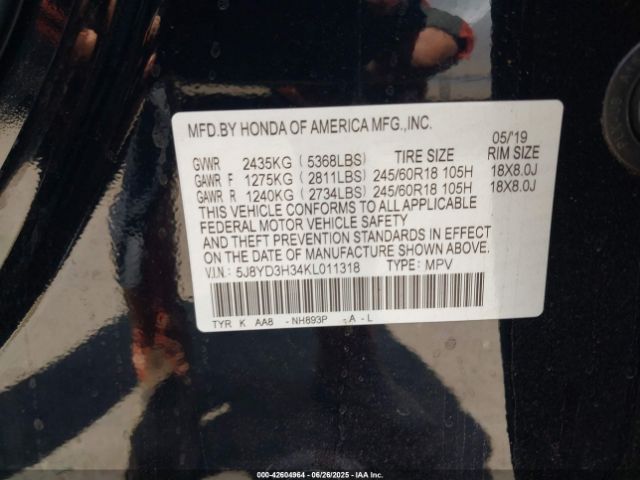 MFD.BY HONDA OF AMERICA MFG.,INC.
05/'19
GVWR 2435KG (5368LBS) TIRE SIZE RIM SIZE
GAWR F 1275KG (2811LBS) 245/60R18 105H 18X8.0J
GAWR R 1240KG (2734LBS) 245/60R18 105H 18X8.0J
THIS VEHICLE CONFORMS TO ALL APPLICABLE
FEDERAL MOTOR VEHICLE SAFETY
AND THEFT PREVENTION STANDARDS IN EFFECT
ON THE DATE OF MANUFACTURE SHOWN ABOVE.
V.I.N.: 5J8YD3H34KL011318 TYPE: MPV
TYR K AA8 -NH893P -A -L
000-42604964 | 06/26/2025 | IAAI.com